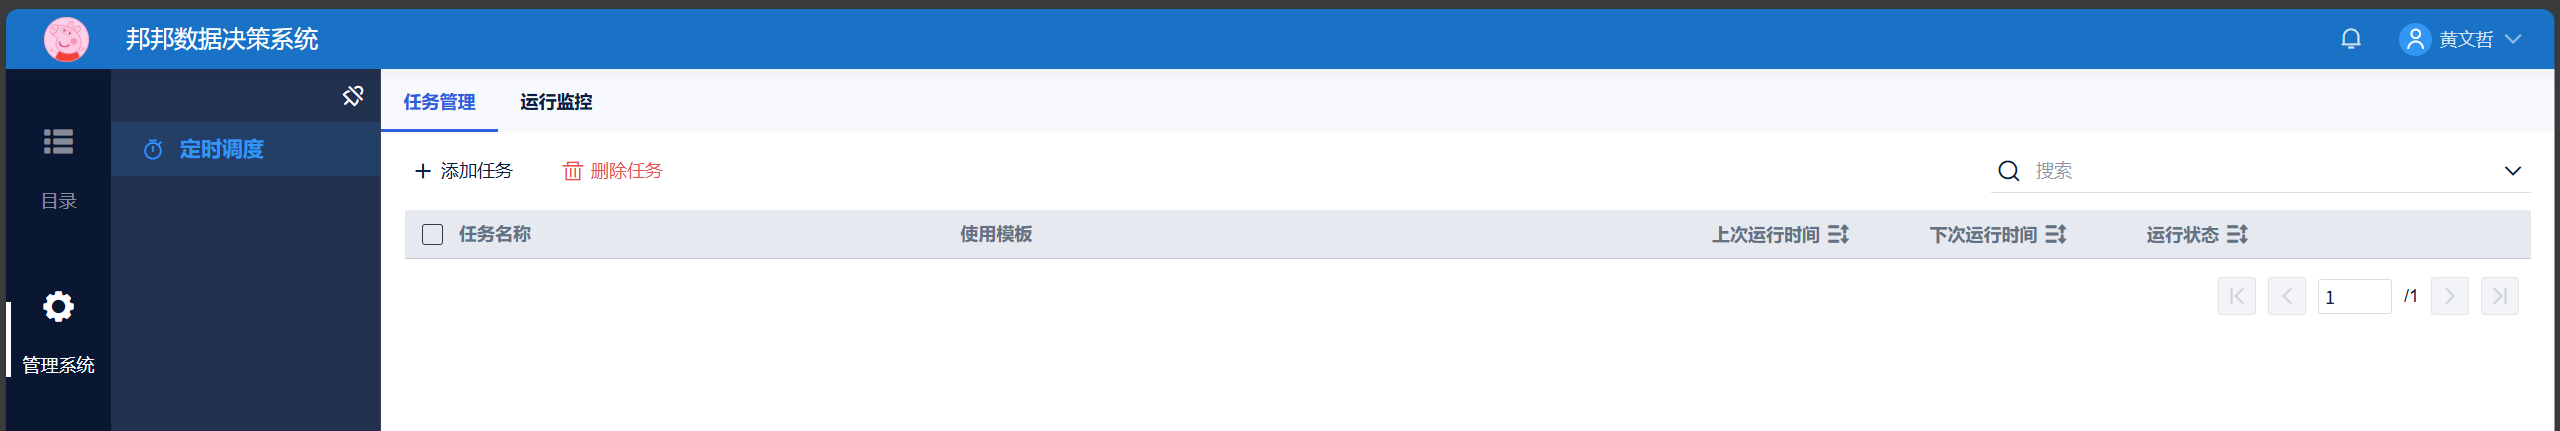 邦邦数据决策系统
黄文哲
目录
管理系统
定时调度
任务管理 运行监控
添加任务 删除任务 搜索
任务名称 使用模板 上次运行时间 下次运行时间 运行状态
1 /1